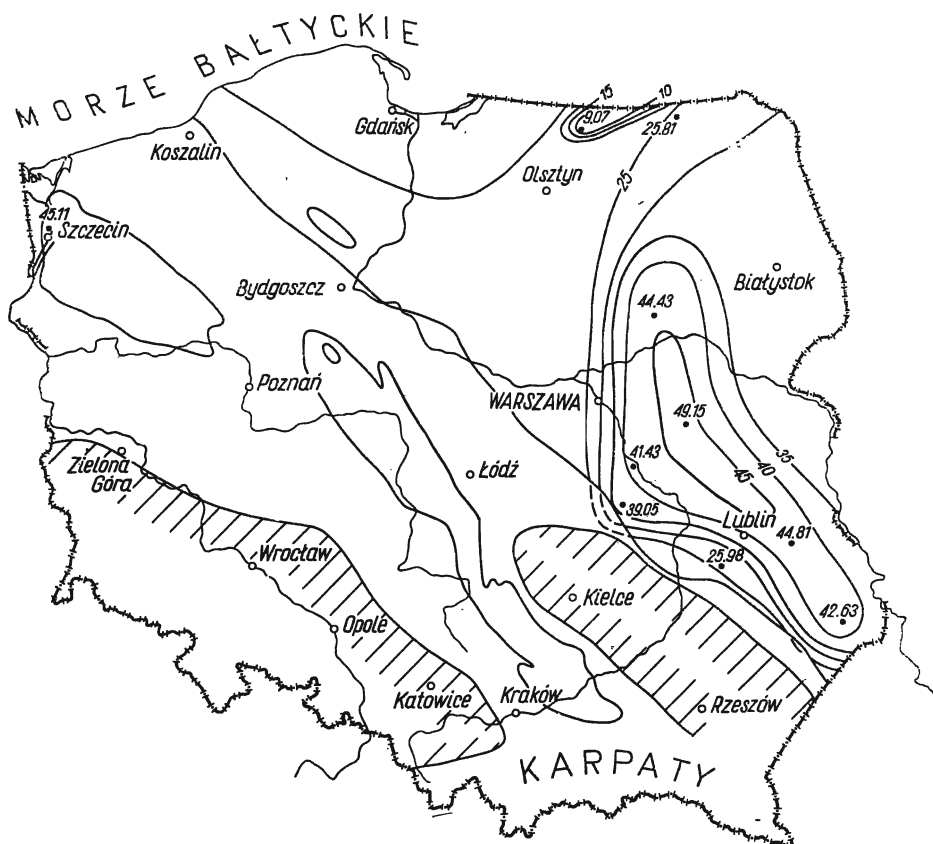 MORZE BAŁTYCKIE
15
10
9.07
25.81
Gdańsk
Koszalin
Olsztyn
25
45.11
Szczecin
Białystok
Bydgoszcz
44.43
Poznań
WARSZAWA
49.15
41.43
35
40
45
Zielona
Góra
Łódź
39.05
Lublin
44.81
Wrocław
25.98
Kielce
42.63
Opole
Katowice
Kraków
Rzeszów
KARPATY